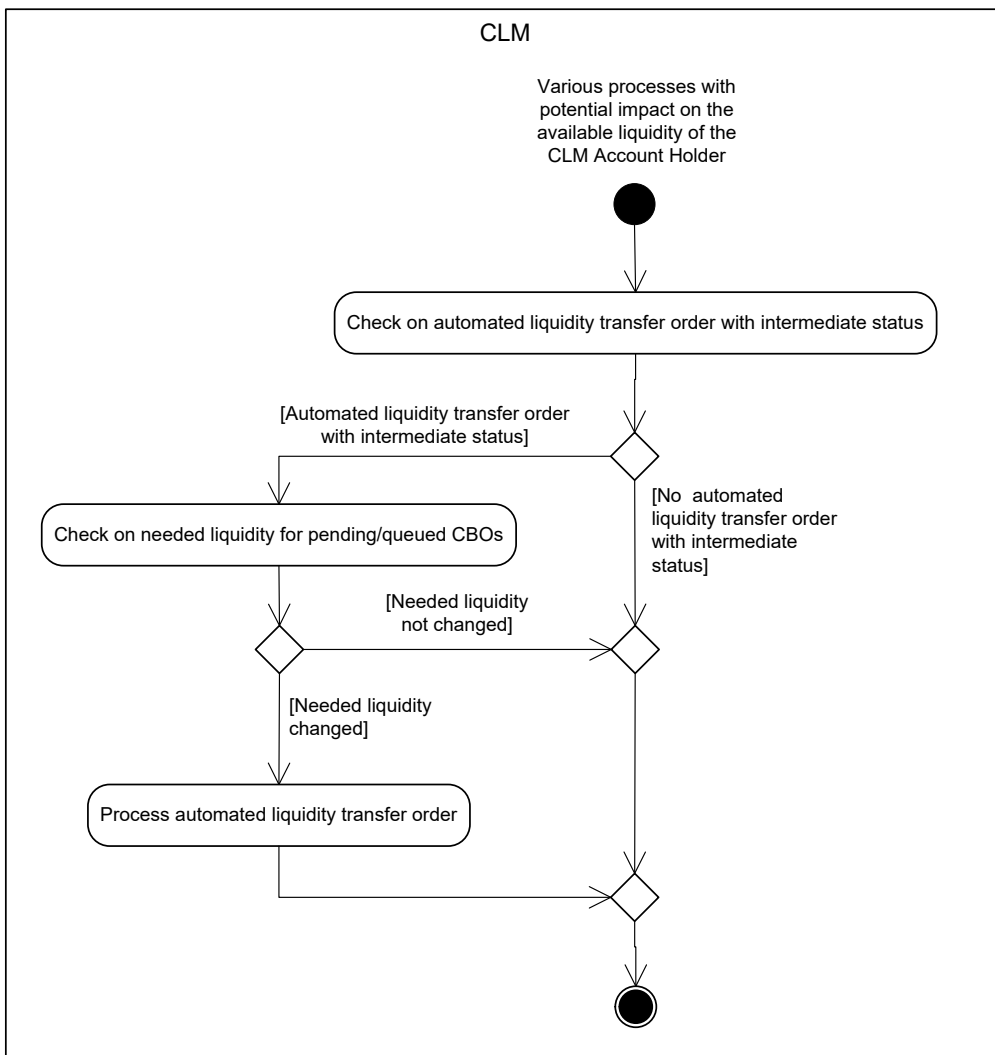 CLM
Various processes with
potential impact on the
available liquidity of the
CLM Account Holder
Check on automated liquidity transfer order with intermediate status
[Automated liquidity transfer order
with intermediate status]
[No  automated
liquidity transfer order
with intermediate
status]
Check on needed liquidity for pending/queued CBOs
[Needed liquidity
not changed]
[Needed liquidity
changed]
Process automated liquidity transfer order